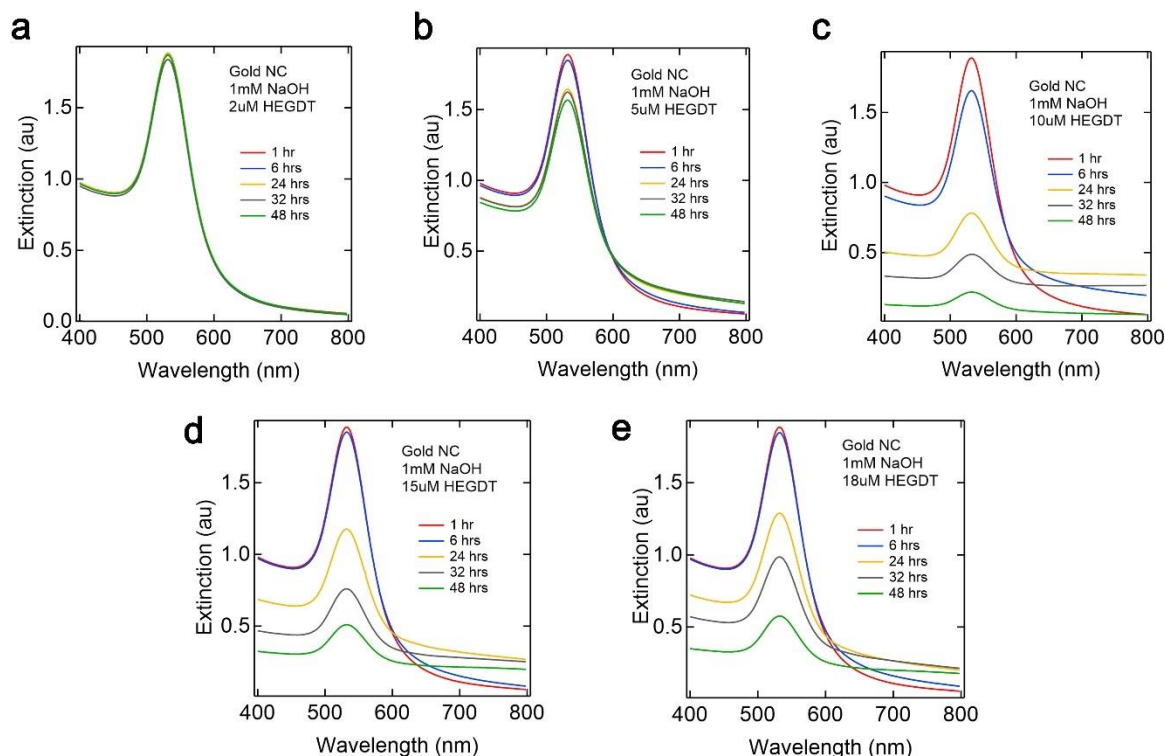 a
Gold NC
1mM NaOH
2uM HEGDT
1 hr
6 hrs
24 hrs
32 hrs
48 hrs
Extinction (au)
1.5
1.0
0.5
0.0
400 500 600 700 800
Wavelength (nm)
b
Gold NC
1mM NaOH
5uM HEGDT
1 hr
6 hrs
24 hrs
32 hrs
48 hrs
Extinction (au)
1.5
1.0
0.5
400 500 600 700 800
Wavelength (nm)
c
Gold NC
1mM NaOH
10uM HEGDT
1 hr
6 hrs
24 hrs
32 hrs
48 hrs
Extinction (au)
1.5
1.0
0.5
400 500 600 700 800
Wavelength (nm)
d
Gold NC
1mM NaOH
15uM HEGDT
1 hr
6 hrs
24 hrs
32 hrs
48 hrs
Extinction (au)
1.5
1.0
0.5
400 500 600 700 800
Wavelength (nm)
e
Gold NC
1mM NaOH
18uM HEGDT
1 hr
6 hrs
24 hrs
32 hrs
48 hrs
Extinction (au)
1.5
1.0
0.5
400 500 600 700 800
Wavelength (nm)